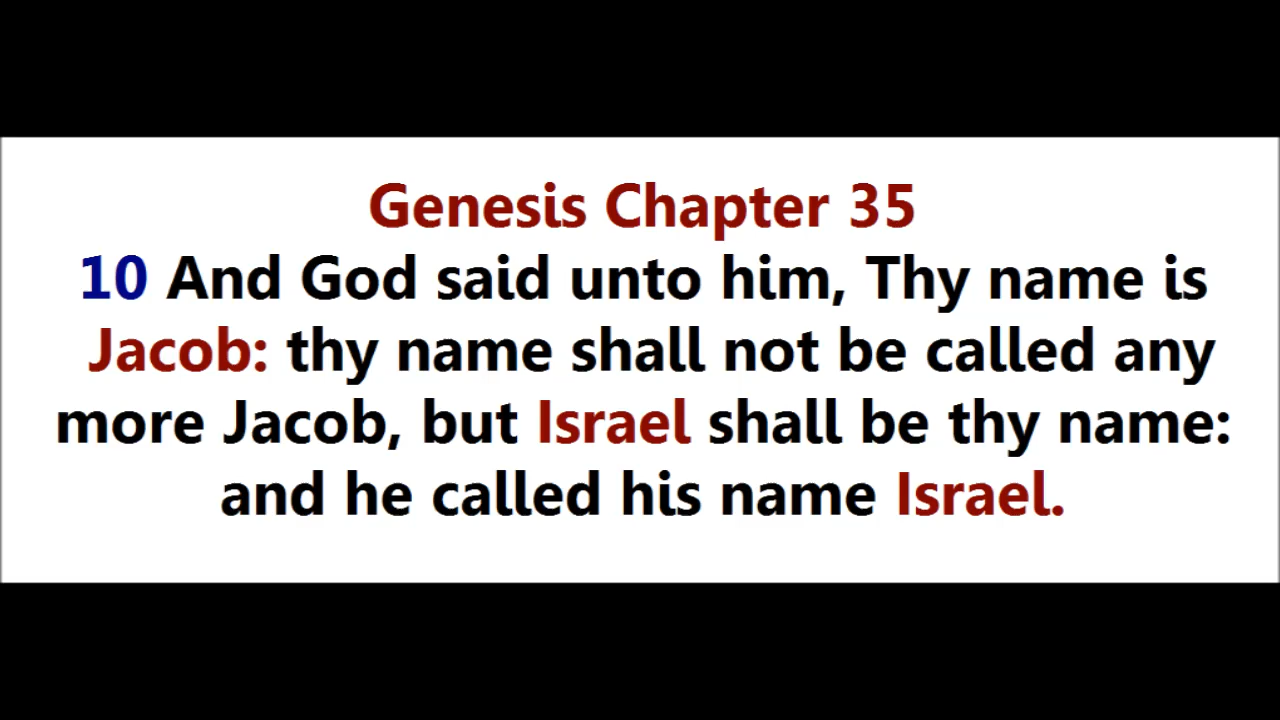 Genesis Chapter 35
10 And God said unto him, Thy name is
Jacob: thy name shall not be called any
more Jacob, but Israel shall be thy name:
and he called his name Israel.